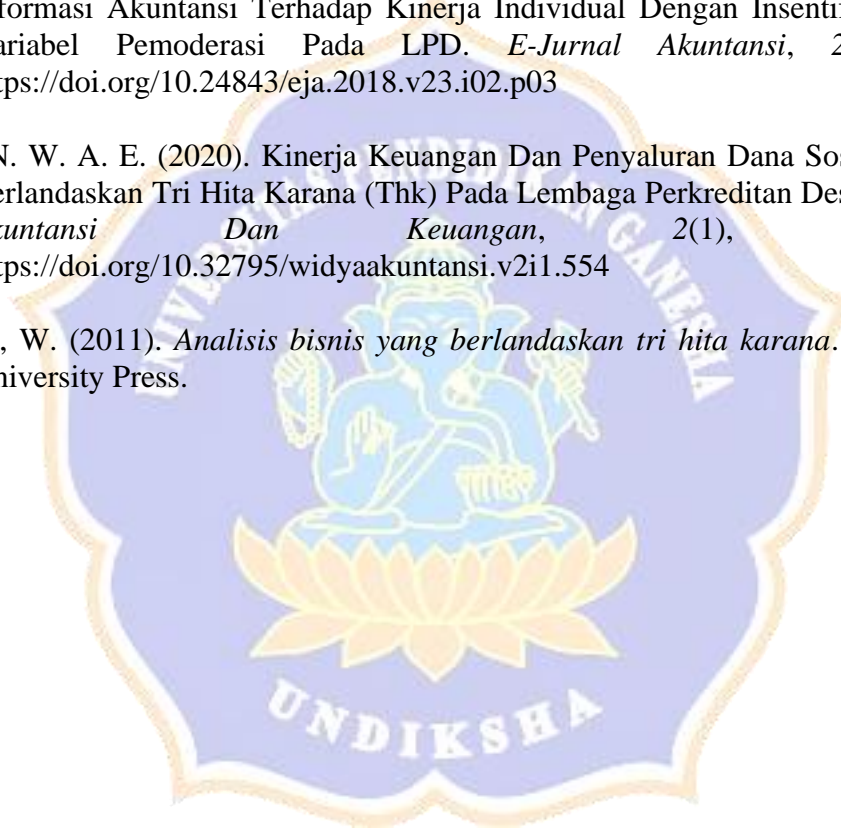 formasi Akuntansi Terhadap Kinerja Individual Dengan Insentif
ariabel Pemoderasi Pada LPD. E-Jurnal Akuntansi, 2
tps://doi.org/10.24843/eja.2018.v23.i02.p03
N. W. A. E. (2020). Kinerja Keuangan Dan Penyaluran Dana Sos
erlandaskan Tri Hita Karana (Thk) Pada Lembaga Perkreditan Des
kuntansi Dan Keuangan, 2(1),
tps://doi.org/10.32795/widyaakuntansi.v2i1.554
, W. (2011). Analisis bisnis yang berlandaskan tri hita karana.
niversity Press.
UNIVERSITAS PENDIDIKAN GANESHA
UNDIKSHA